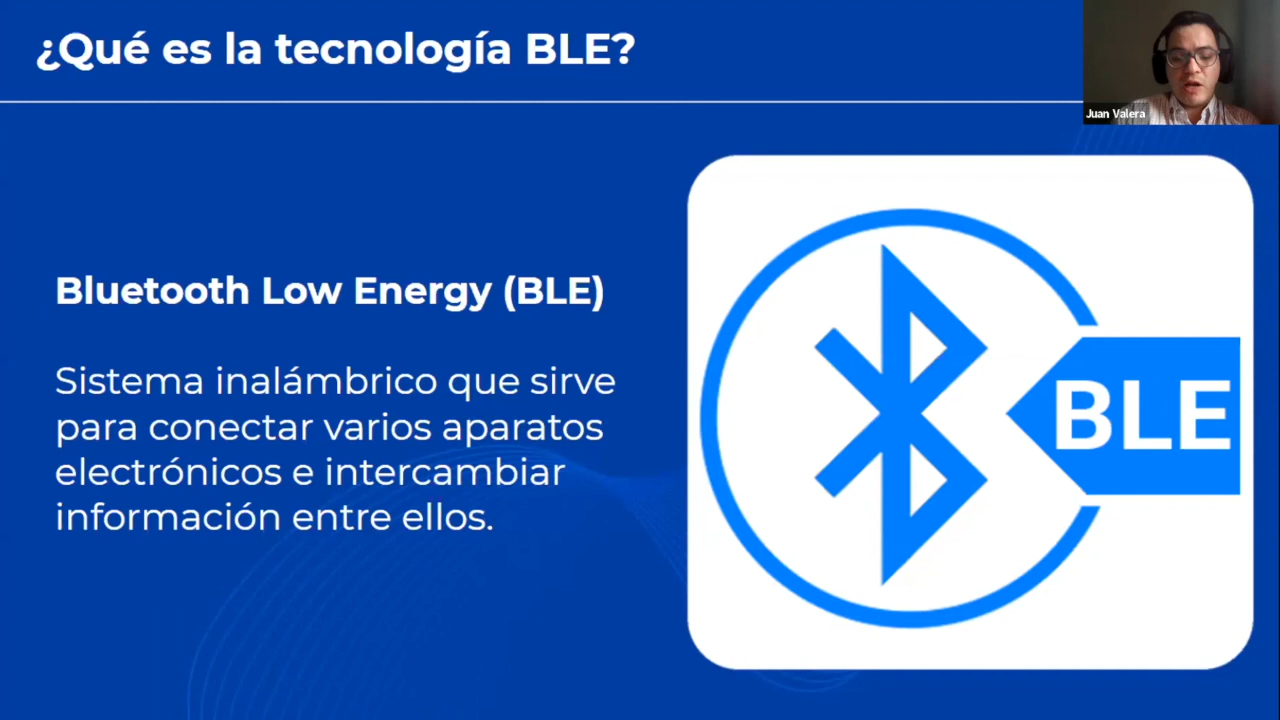 ¿Qué es la tecnología BLE?
Juan Valera
Bluetooth Low Energy (BLE)
Sistema inalámbrico que sirve
para conectar varios aparatos
electrónicos e intercambiar
información entre ellos.
BLE